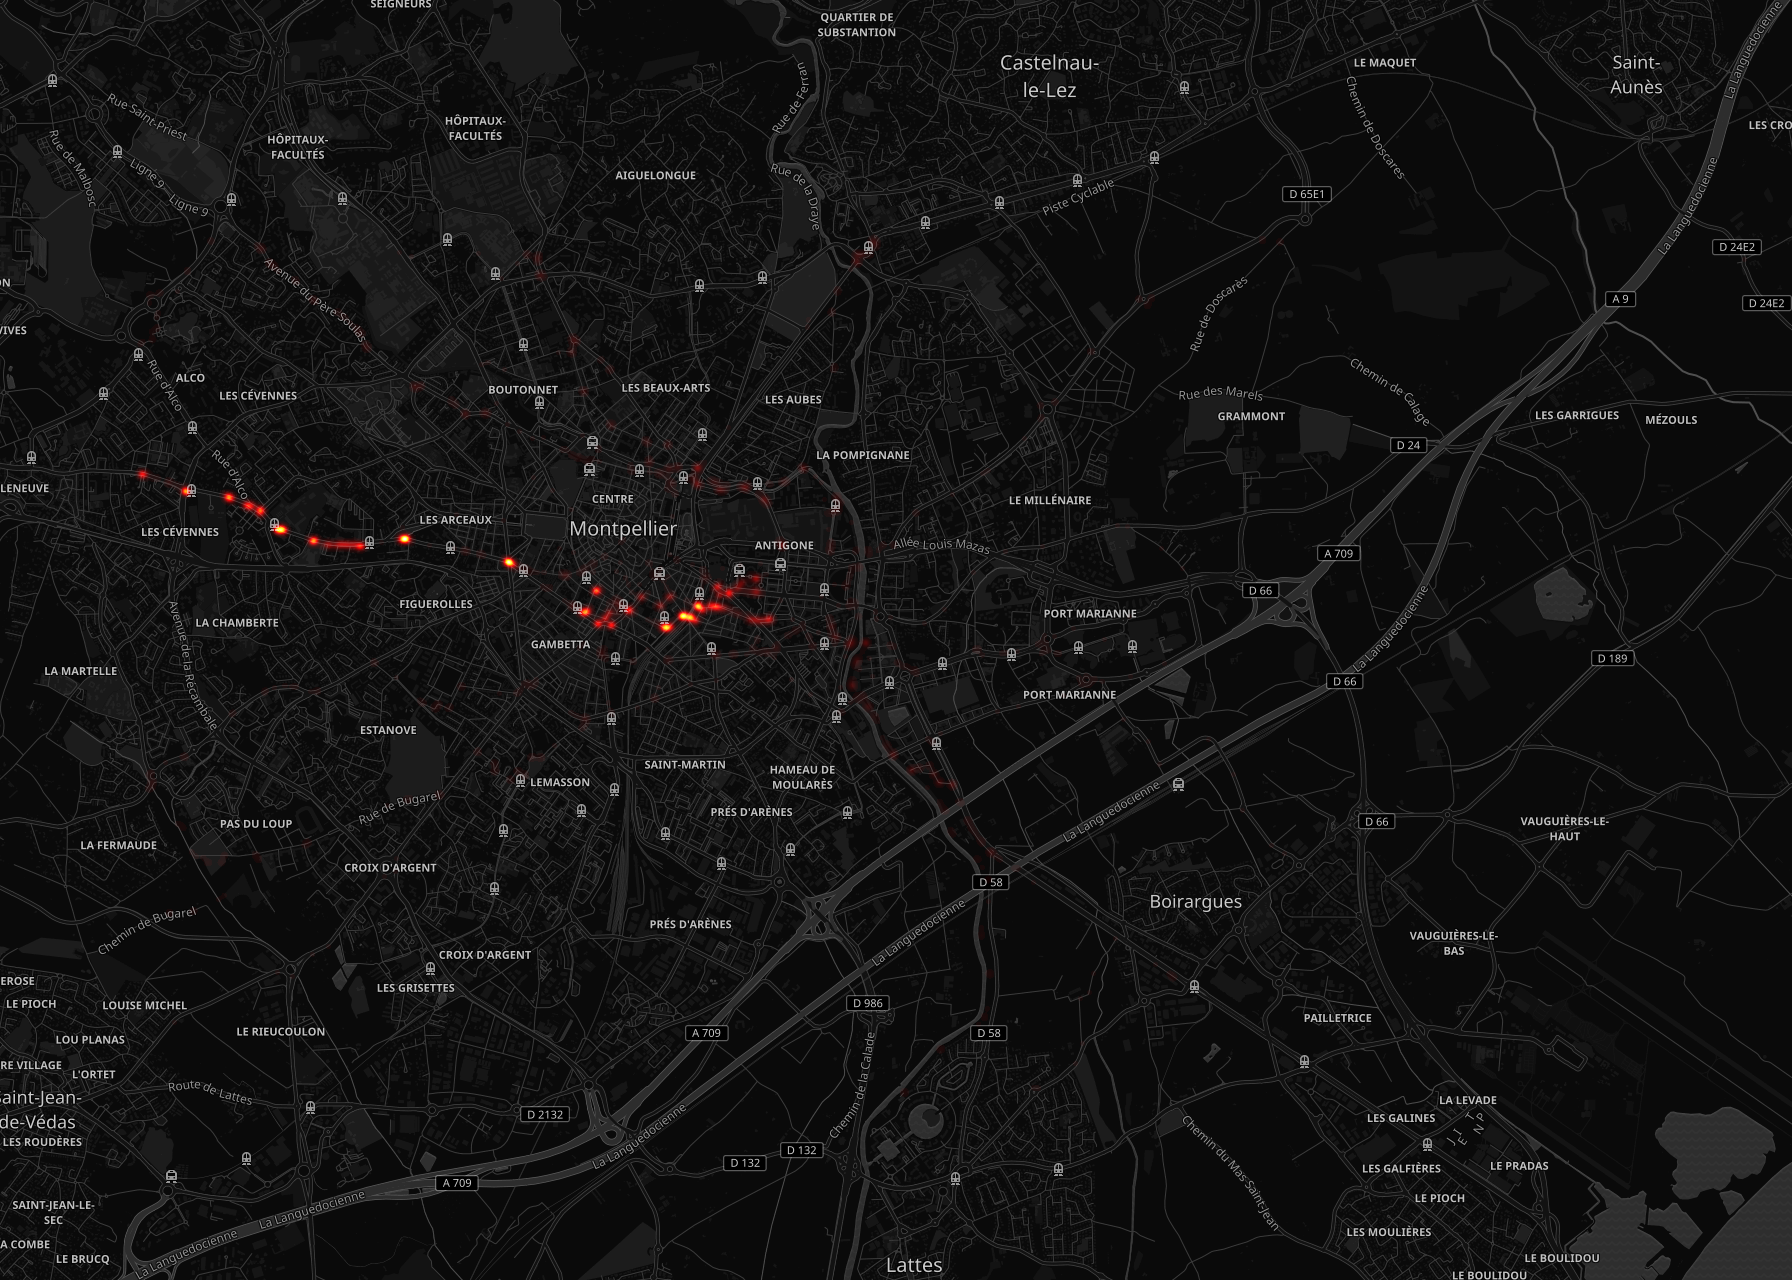 SEIGNEURS
QUARTIER DE
SUBSTANTION
Castelnau-
le-Lez
LE MAQUET
Saint-
Aunès
La Languedocienne
Rue de Ferran
Rue Saint-Priest
HÔPITAUX-
FACULTÉS
HÔPITAUX-
FACULTÉS
Chemin de Doscares
LES CRO
Rue de Malbosc
Ligne 9
Ligne 9
AIGUELONGUE
Rue de la Draye
Piste Cyclable
D 65E1
La Languedocienne
D 24E2
Avenue du Père Soulas
ON
Rue de Doscarès
A 9
D 24E2
VIVES
ALCO
Rue d'Alco
LES CÉVENNES
BOUTONNET
LES BEAUX-ARTS
LES AUBES
Rue des Marels
Chemin de Calage
GRAMMONT
LES GARRIGUES
MÉZOULS
D 24
LA POMPIGNANE
Rue d'Alco
LENEUVE
CENTRE
LE MILLÉNAIRE
LES CÉVENNES
LES ARCEAUX
Montpellier
ANTIGONE
Allée Louis Mazas
A 709
D 66
FIGUEROLLES
LA CHAMBERTE
PORT MARIANNE
La Languedocienne
GAMBETTA
Avenue de la Récambale
LA MARTELLE
D 189
D 66
PORT MARIANNE
ESTANOVE
SAINT-MARTIN
HAMEAU DE
MOULARÈS
LEMASSON
Rue de Bugarel
PRÉS D'ARÈNES
La Languedocienne
PAS DU LOUP
D 66
VAUGUIÈRES-LE-
HAUT
LA FERMAUDE
CROIX D'ARGENT
D 58
Boirargues
Chemin de Bugarel
PRÉS D'ARÈNES
La Languedocienne
VAUGUIÈRES-LE-
BAS
CROIX D'ARGENT
EROSE
LES GRISETTES
LE PIOCH
LOUISE MICHEL
D 986
PAILLETRICE
LE RIEUCOULON
A 709
D 58
LOU PLANAS
RE VILLAGE
L'ORTET
Chemin de la Calade
Route de Lattes
Saint-Jean-
de-Védas
D 2132
LA LEVADE
LES GALINES
LES ROUDÈRES
La Languedocienne
D 132
D 132
Chemin du Mas Saint-Jean
LES GALFIÈRES
LE PRADAS
A 709
LE PIOCH
SAINT-JEAN-LE-
SEC
La Languedocienne
LES MOULIÈRES
A COMBE
LE BRUCQ
La Languedocienne
Lattes
LE BOULIDOU
LE BOULIDOU